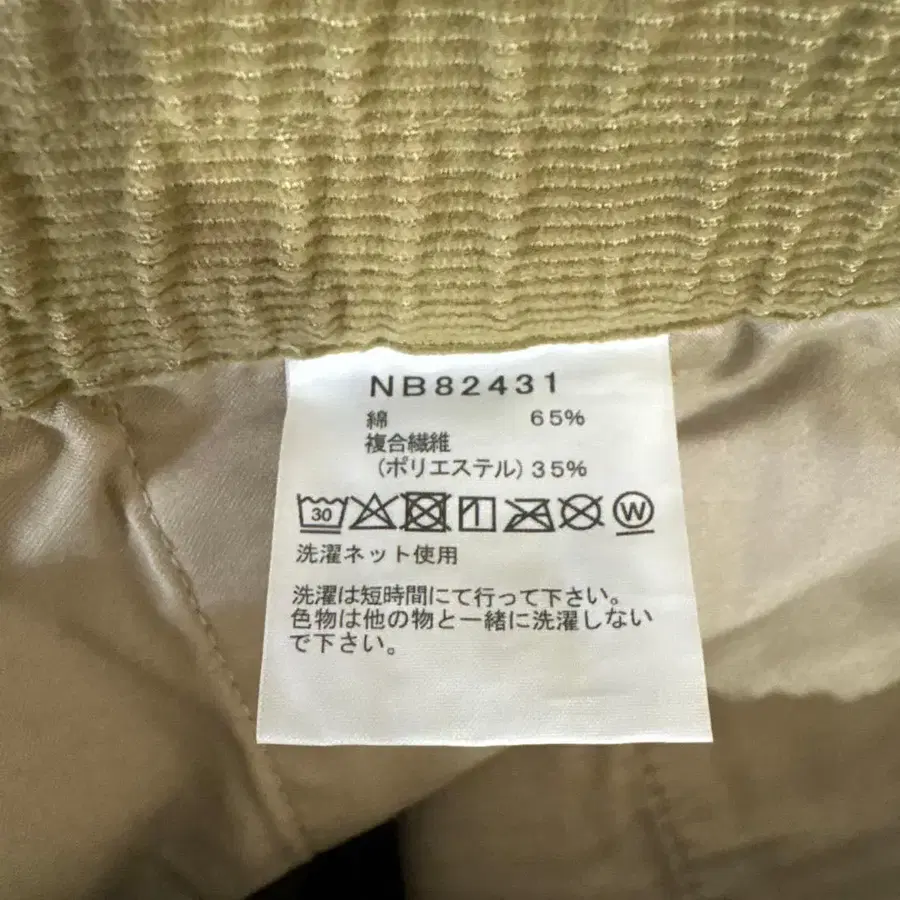 NB82431
綿 65%
複合繊維
(ポリエステル) 35%
30 W
洗濯ネット使用
洗濯は短時間にて行って下さい。
色物は他の物と一緒に洗濯しない
で下さい。